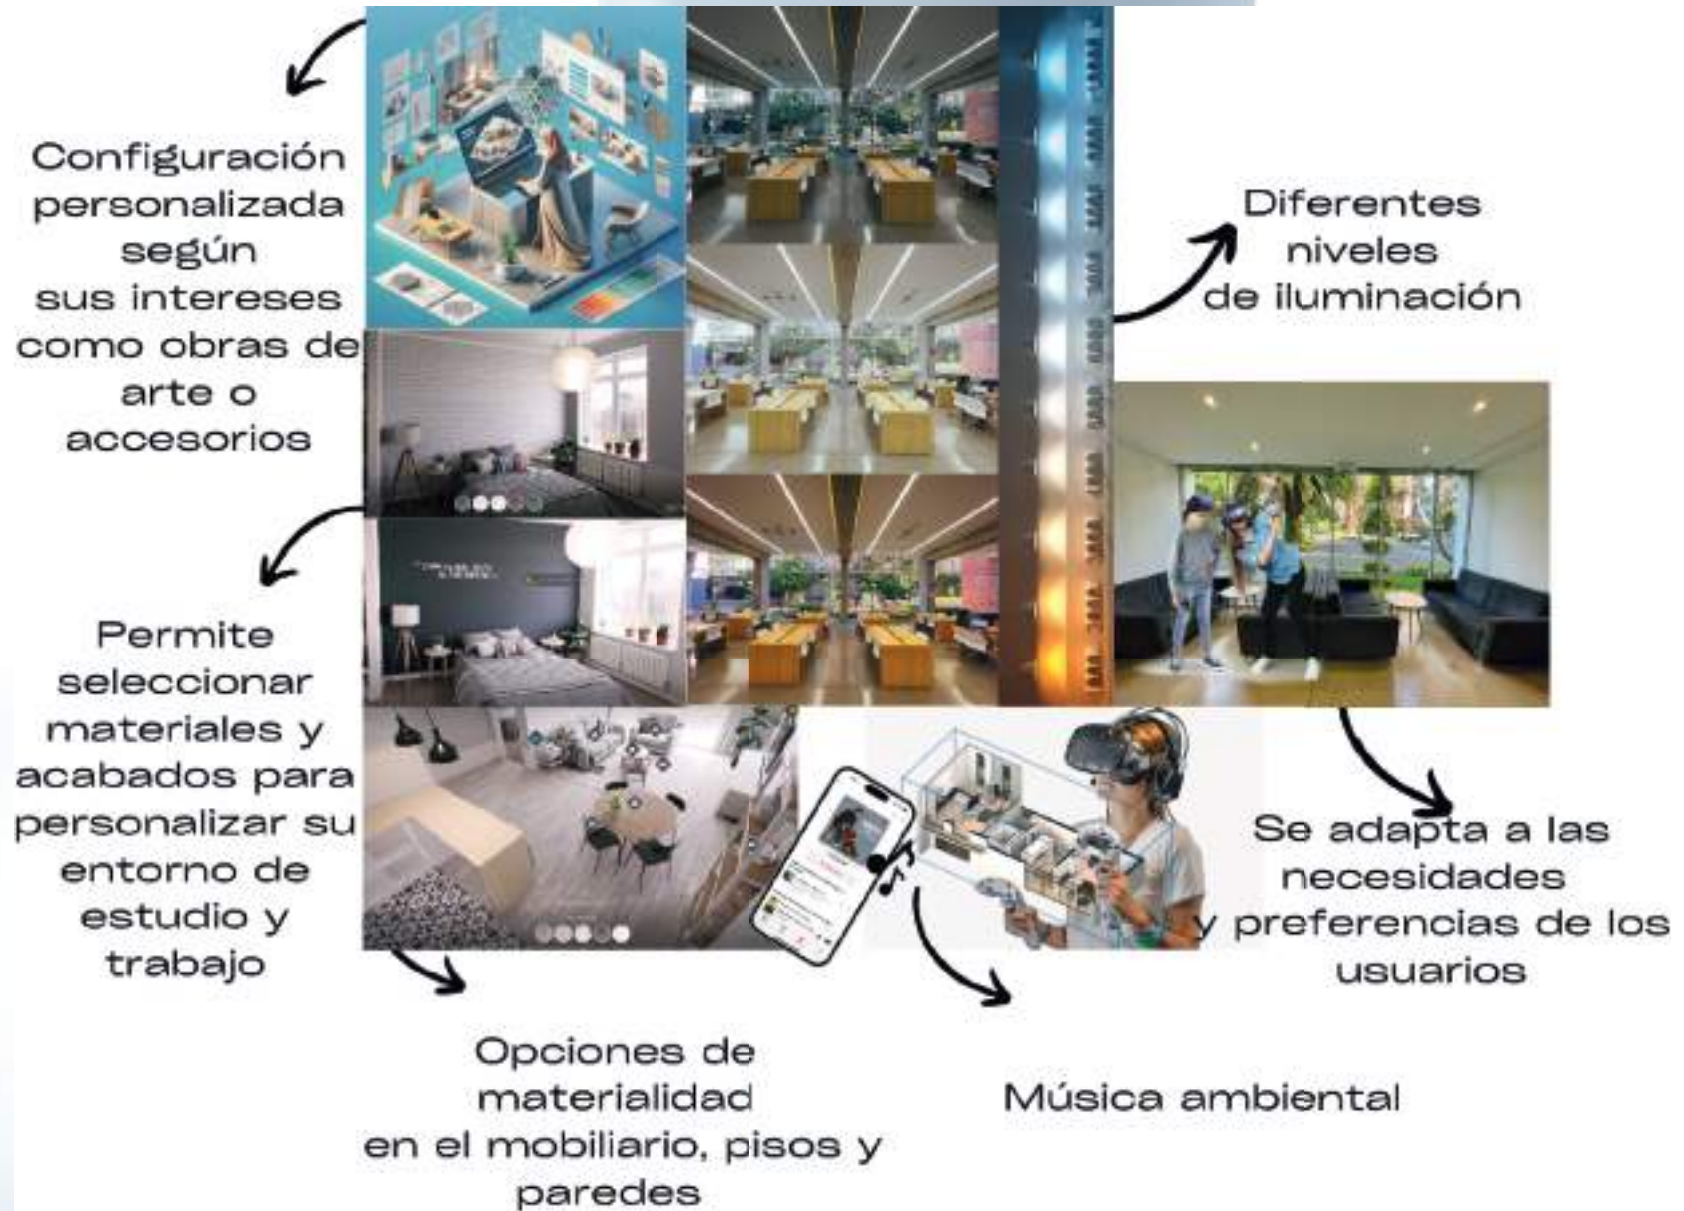 Configuración
personalizada
según
sus intereses
como obras de
arte o
accesorios
Diferentes
niveles
de iluminación
Permite
seleccionar
materiales y
acabados para
personalizar su
entorno de
estudio y
trabajo
Se adapta a las
necesidades
y preferencias de los
usuarios
Opciones de
materialidad
en el mobiliario, pisos y
paredes
Música ambiental